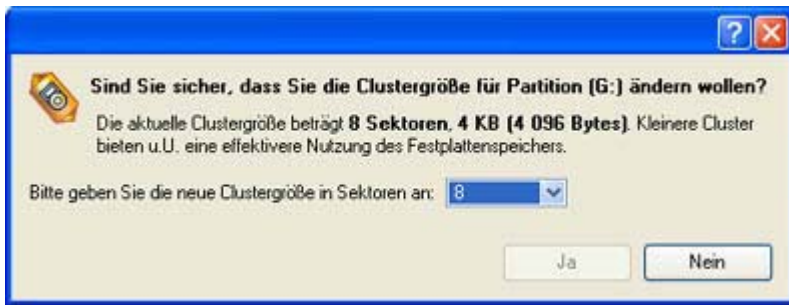 Sind Sie sicher, dass Sie die Clustergröße für Partition (G:) ändern wollen?
Die aktuelle Clustergröße beträgt 8 Sektoren, 4 KB (4 096 Bytes). Kleinere Cluster
bieten u.U. eine effektivere Nutzung des Festplattenspeichers.
Bitte geben Sie die neue Clustergröße in Sektoren an: 8
Ja Nein